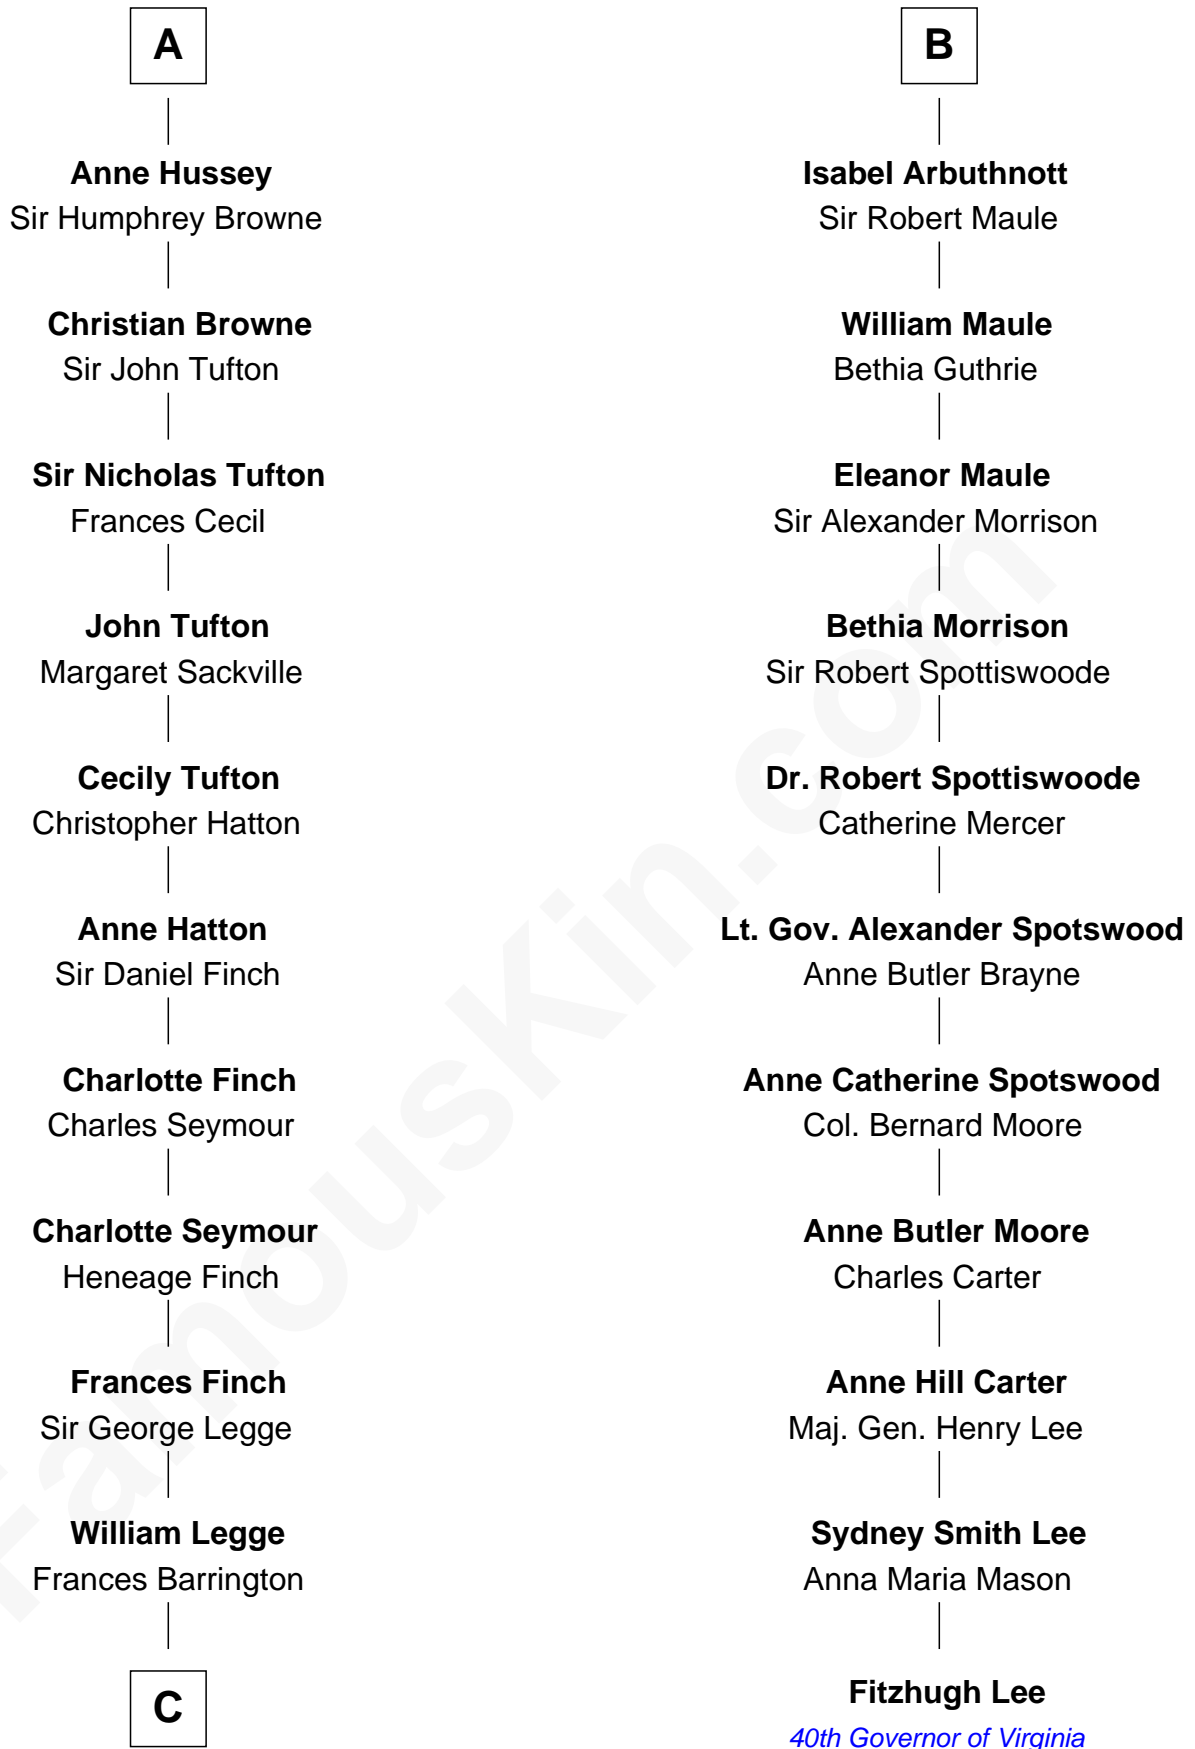 A
Anne Hussey
Sir Humphrey Browne
Christian Browne
Sir John Tufton
Sir Nicholas Tufton
Frances Cecil
John Tufton
Margaret Sackville
Cecily Tufton
Christopher Hatton
Anne Hatton
Sir Daniel Finch
Charlotte Finch
Charles Seymour
Charlotte Seymour
Heneage Finch
Frances Finch
Sir George Legge
William Legge
Frances Barrington
C
B
Isabel Arbuthnott
Sir Robert Maule
William Maule
Bethia Guthrie
Eleanor Maule
Sir Alexander Morrison
Bethia Morrison
Sir Robert Spottiswoode
Dr. Robert Spottiswoode
Catherine Mercer
Lt. Gov. Alexander Spotswood
Anne Butler Brayne
Anne Catherine Spotswood
Col. Bernard Moore
Anne Butler Moore
Charles Carter
Anne Hill Carter
Maj. Gen. Henry Lee
Sydney Smith Lee
Anna Maria Mason
Fitzhugh Lee
40th Governor of Virginia
FamousKin.com